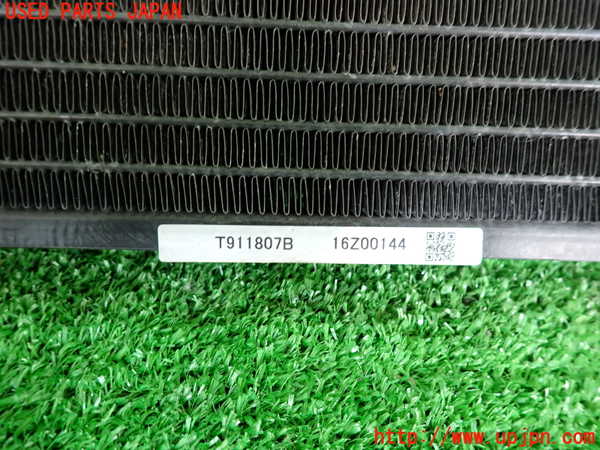 USED PARTS JAPAN
T911807B 16Z00144
http://www.upjpn.com/